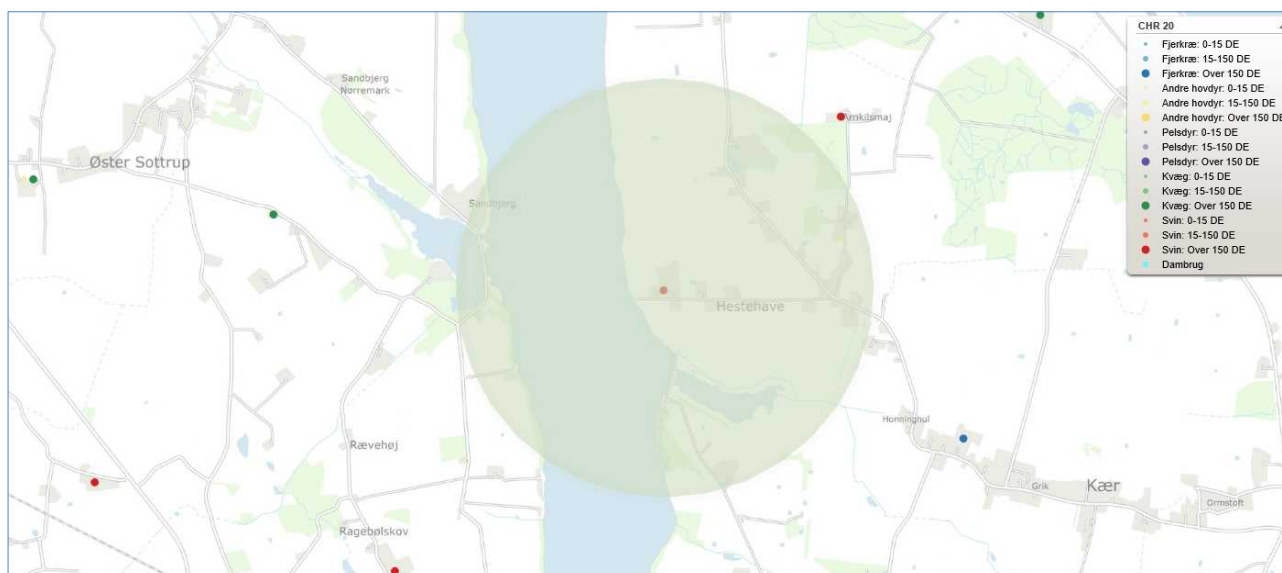 CHR 20
Fjerkræ: 0-15 DE
Fjerkræ: 15-150 DE
Fjerkræ: Over 150 DE
Andre hovdyr: 0-15 DE
Andre hovdyr: 15-150 DE
Andre hovdyr: Over 150 DE
Pelsdyr: 0-15 DE
Pelsdyr: 15-150 DE
Pelsdyr: Over 150 DE
Kvæg: 0-15 DE
Kvæg: 15-150 DE
Kvæg: Over 150 DE
Svin: 0-15 DE
Svin: 15-150 DE
Svin: Over 150 DE
Dambrug
Sandbjerg
Nørremark
Arnkilsmaj
Øster Sottrup
Sandbjerg
Hestehave
Honninghul
Rævehøj
Grik
Kær
Ormstoft
Ragebølskov